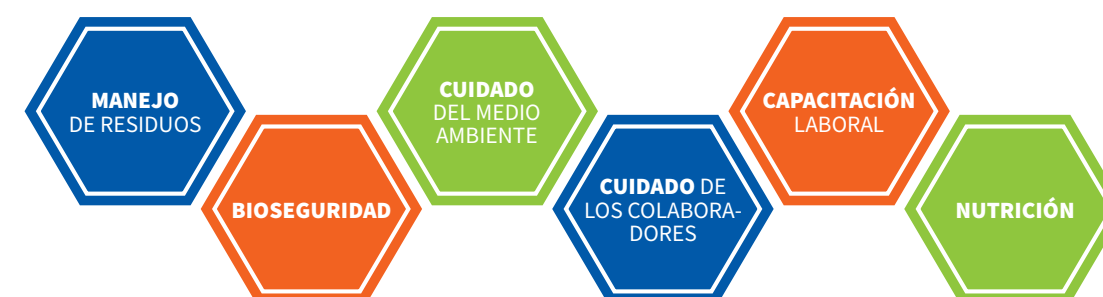 MANEJO
DE RESIDUOS
BIOSEGURIDAD
CUIDADO
DEL MEDIO
AMBIENTE
CUIDADO DE
LOS COLABORA-
DORES
CAPACITACIÓN
LABORAL
NUTRICIÓN